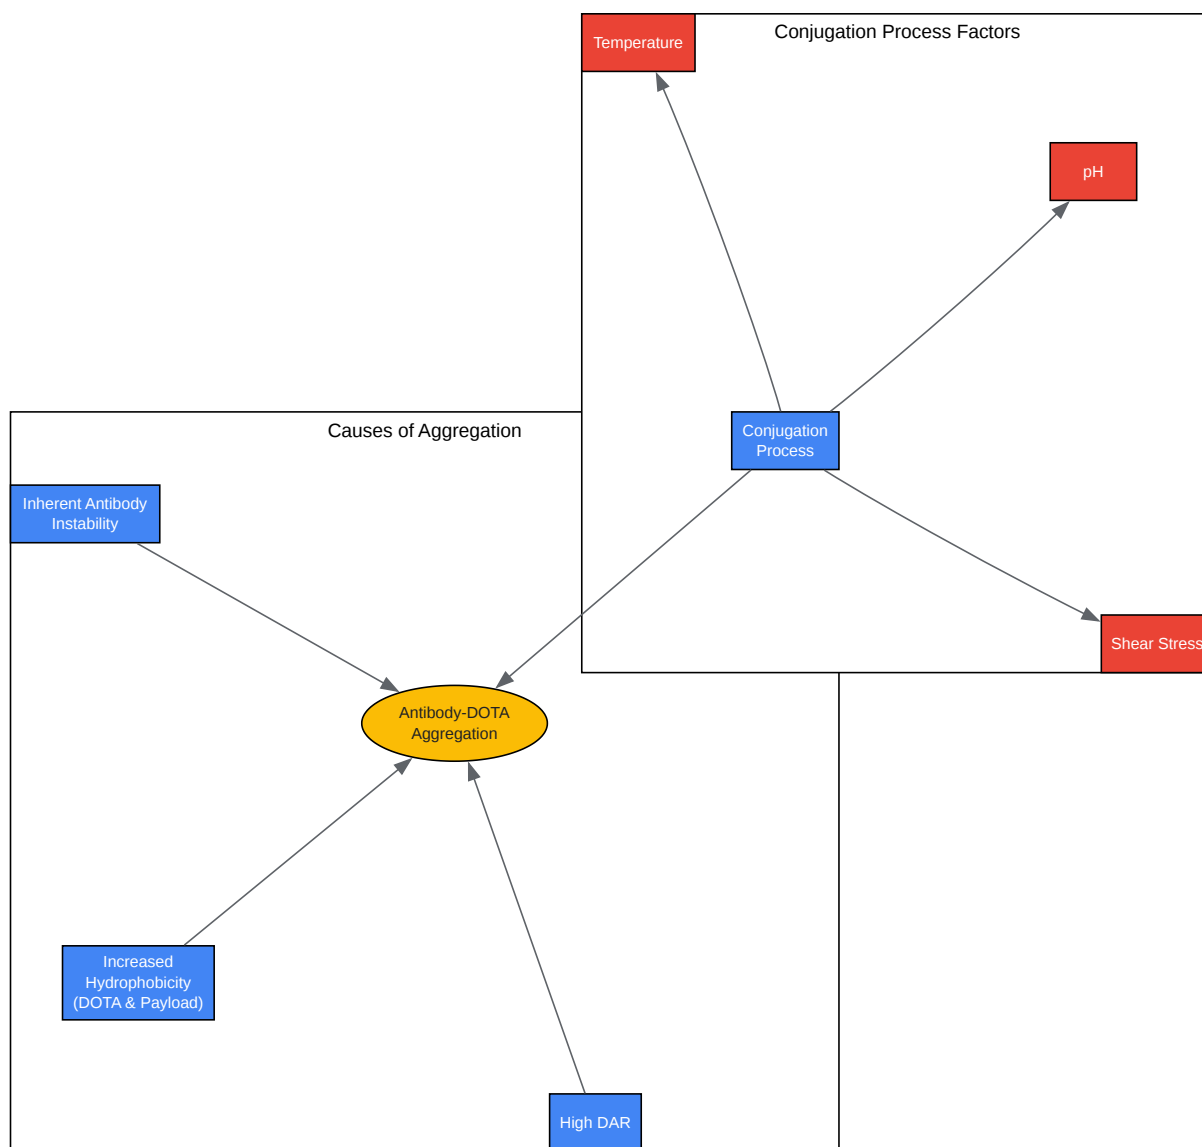 Temperature
Conjugation Process Factors
pH
Conjugation
Process
Causes of Aggregation
Inherent Antibody
Instability
Shear Stress
Antibody-DOTA
Aggregation
Increased
Hydrophobicity
(DOTA & Payload)
High DAR